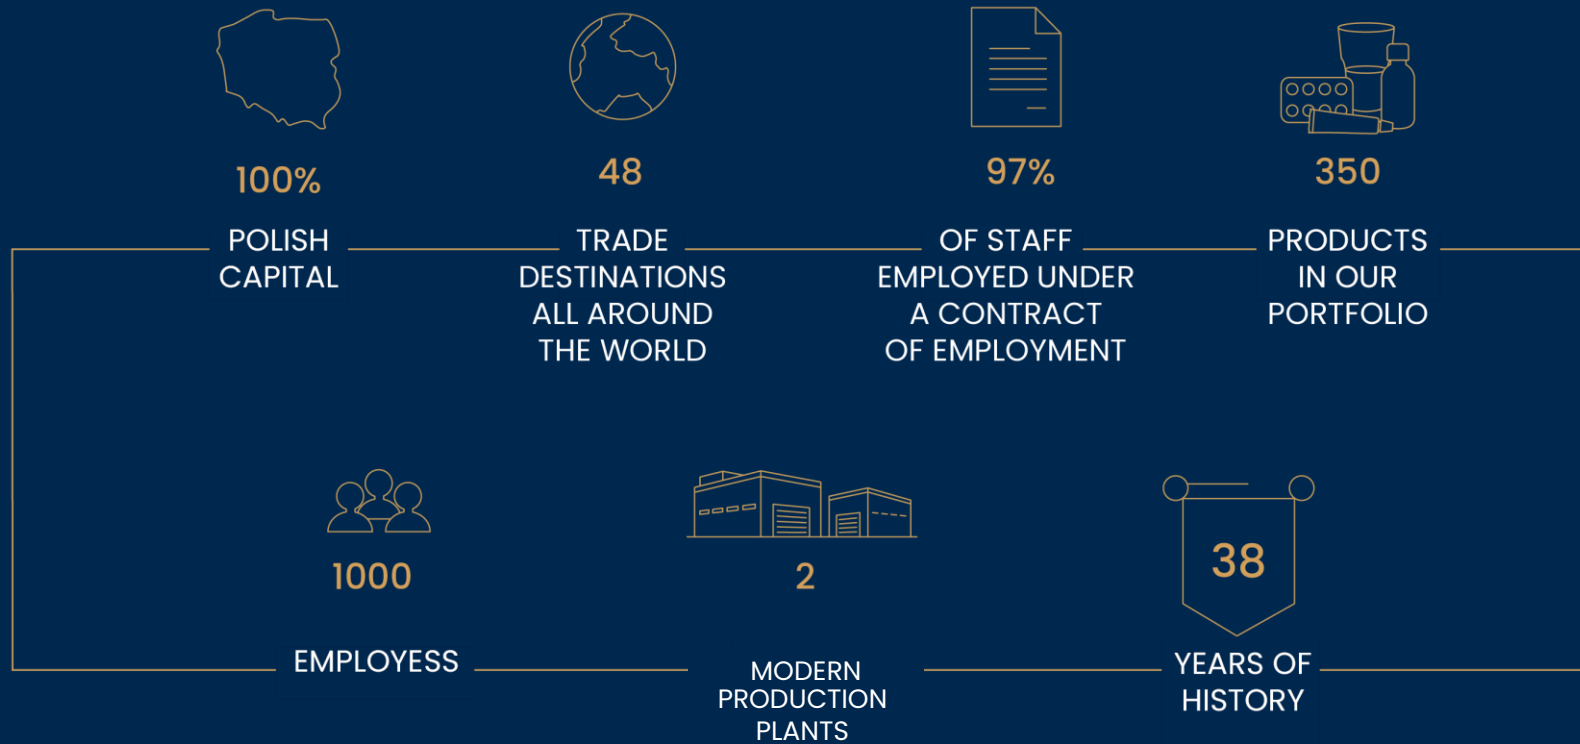 100%
POLISH
CAPITAL
48
TRADE
DESTINATIONS
ALL AROUND
THE WORLD
97%
OF STAFF
EMPLOYED UNDER
A CONTRACT
OF EMPLOYMENT
350
PRODUCTS
IN OUR
PORTFOLIO
1000
EMPLOYESS
2
MODERN
PRODUCTION
PLANTS
38
YEARS OF
HISTORY